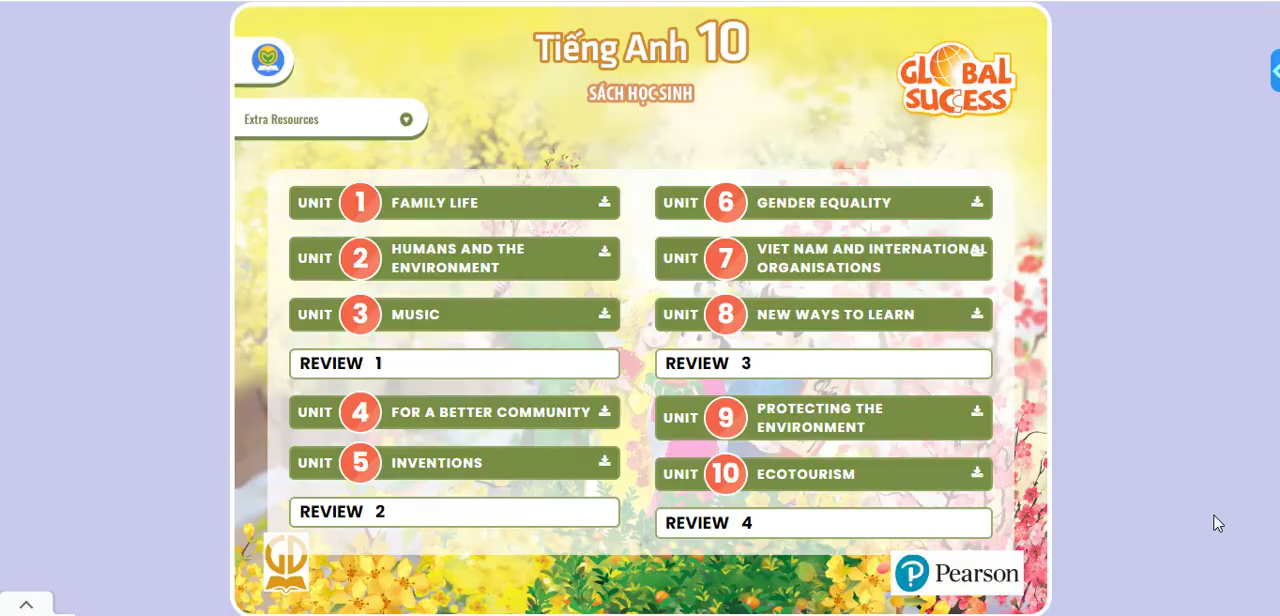 Tiếng Anh 10
SÁCH HỌC SINH
GLOBAL
SUCCESS
Extra Resources
UNIT 1 FAMILY LIFE
UNIT 2 HUMANS AND THE
ENVIRONMENT
UNIT 3 MUSIC
REVIEW 1
UNIT 4 FOR A BETTER COMMUNITY
UNIT 5 INVENTIONS
REVIEW 2
UNIT 6 GENDER EQUALITY
UNIT 7 VIET NAM AND INTERNATIONAL
ORGANISATIONS
UNIT 8 NEW WAYS TO LEARN
REVIEW 3
UNIT 9 PROTECTING THE
ENVIRONMENT
UNIT 10 ECOTOURISM
REVIEW 4
GD
Pearson